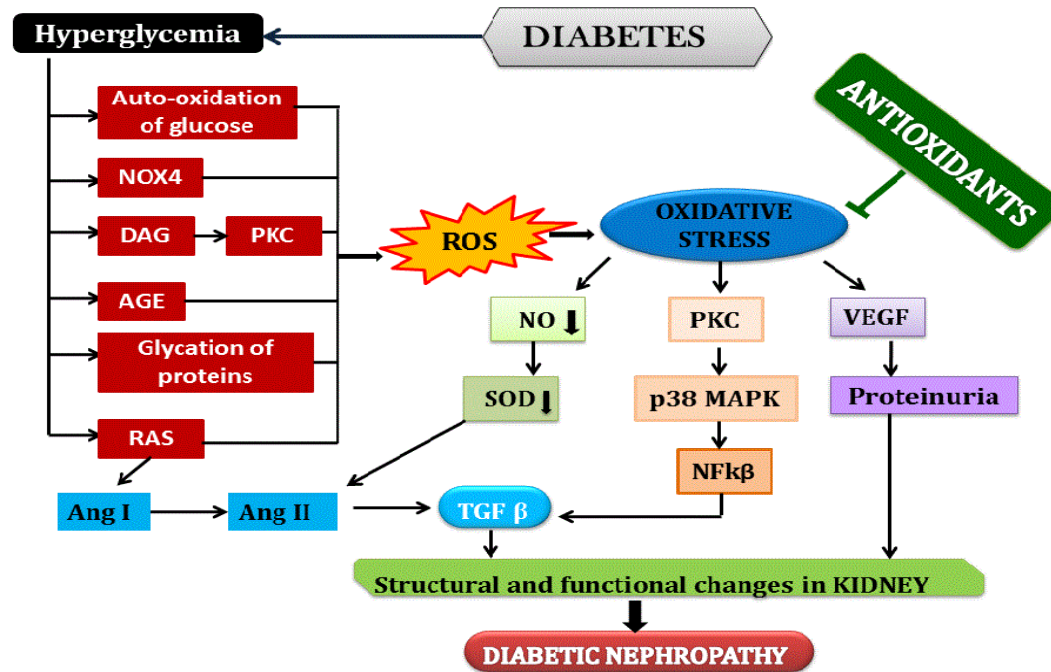 Hyperglycemia
DIABETES
ANTIOXIDANTS
Auto-oxidation
of glucose
NOX4
DAG
PKC
AGE
Glycation of
proteins
RAS
ROS
OXIDATIVE
STRESS
NO
PKC
VEGF
SOD
p38 MAPK
Proteinuria
NFkβ
Ang I
Ang II
TGF β
Structural and functional changes in KIDNEY
DIABETIC NEPHROPATHY